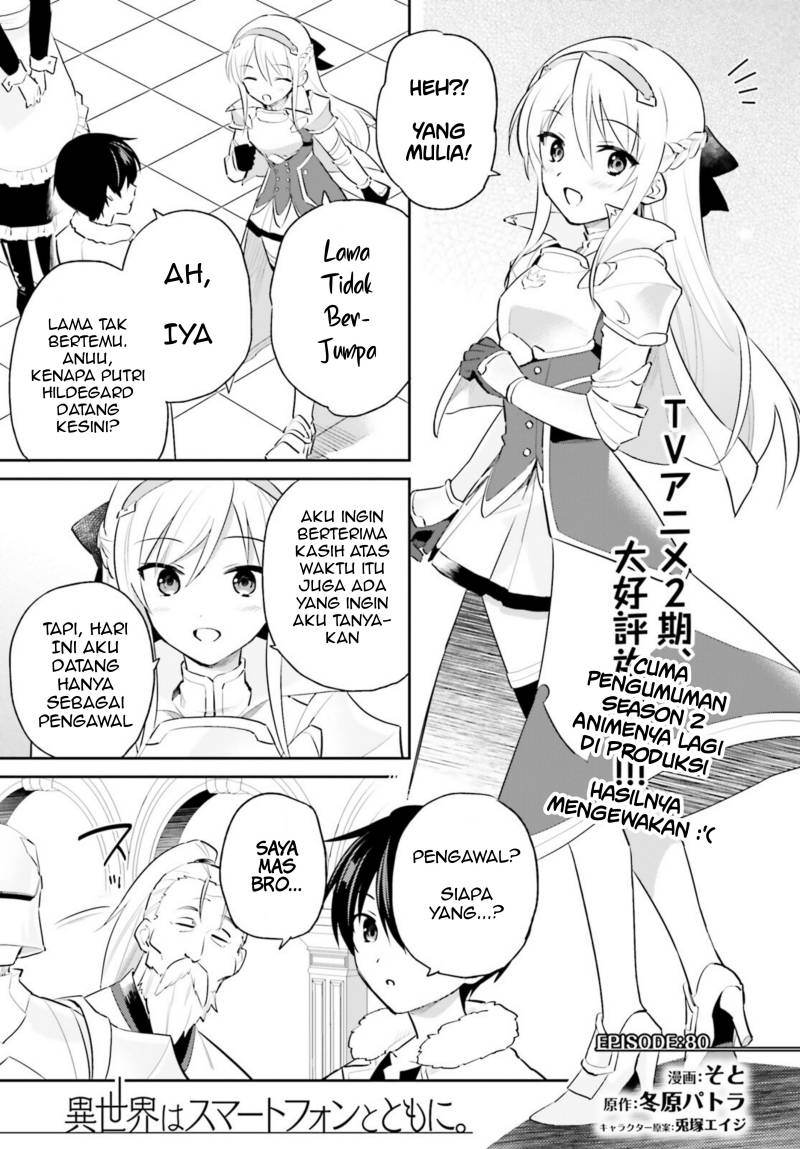 HEH?!
YANG
MULIA!
Lama
Tidak
Ber-
Jumpa
AH,
IYA
LAMA TAK
BERTEMU.
ANUU,
KENAPA PUTRI
HILDEGARD
DATANG
KESINI?
TVアニメ2期、
大好評
!!!
CUMA
PENGUMUMAN
SEASON 2
ANIMENYA LAGI
DI PRODUKSI
HASILNYA
MENGEWAKAN :'(
AKU INGIN
BERTERIMA
KASIH ATAS
WAKTU ITU
JUGA ADA
YANG INGIN
AKU TANYA-
KAN
TAPI, HARI
INI AKU
DATANG
HANYA
SEBAGAI
PENGAWAL
PENGAWAL?
SIAPA
YANG...?
SAYA
MAS
BRO...
ス
EPISODE:80
漫画:そと
原作:冬原パトラ
キャラクター原案:兎塚エイジ
異世界はスマートフォンとともに。